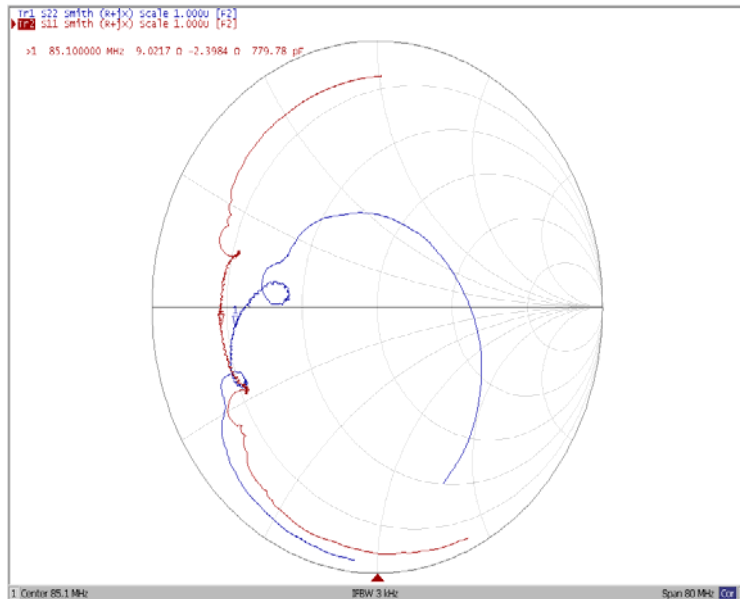 Tr1 S22 Smith (R+jX) Scale 1.000U [F2]
Tr2 S11 Smith (R+jX) Scale 1.000U [F2]
>1 85.100000 MHz 9.0217 Ω -2.3984 Ω 779.78 pF
1 Center 85.1 MHz IFBW 3 kHz Span 80 MHz Cor